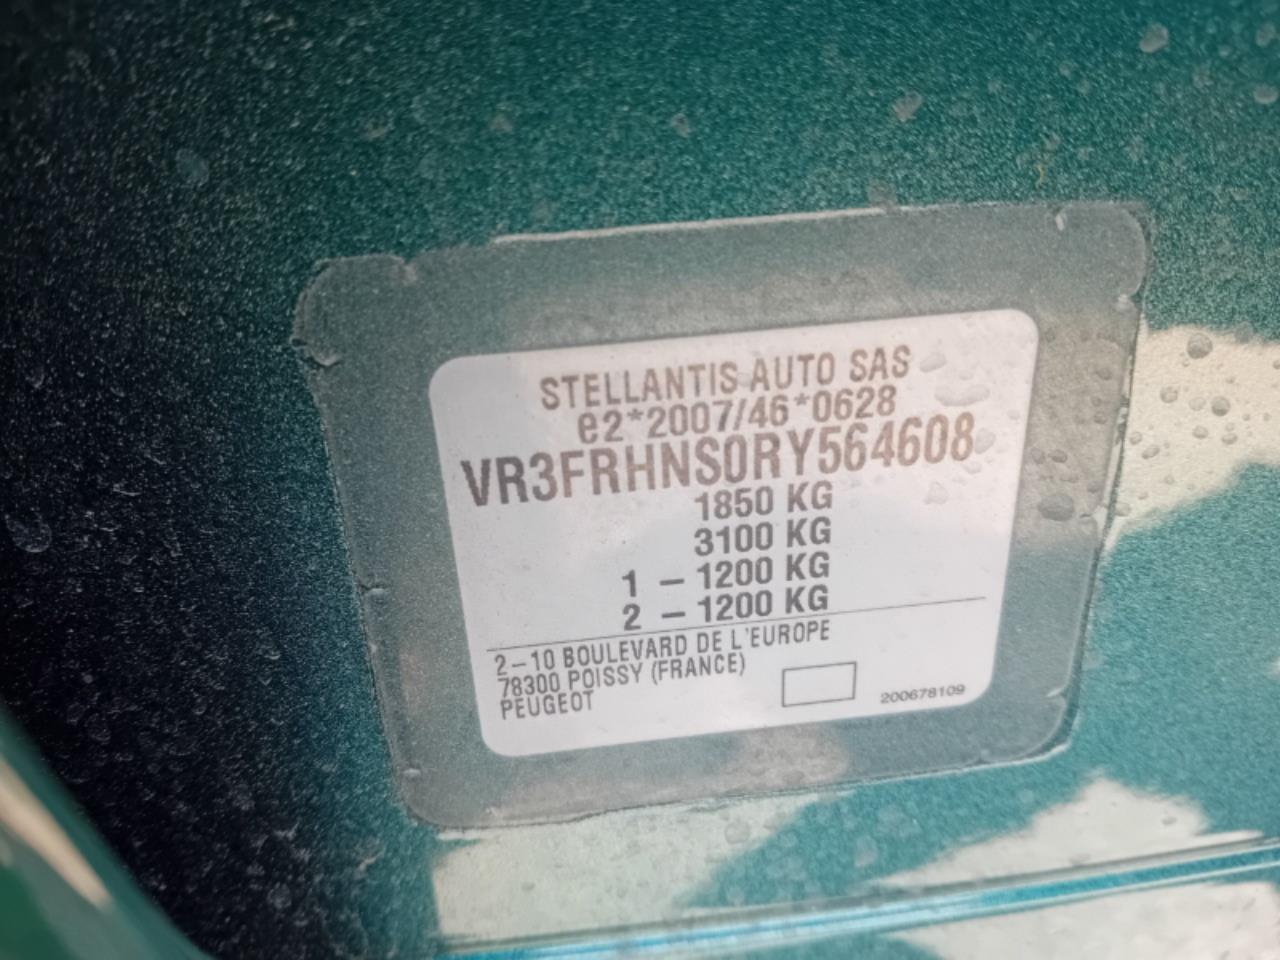 STELLANTIS AUTO SAS
e2*2007/46*0628
VR3FRHNS0RY564608
1850 KG
3100 KG
1 – 1200 KG
2 – 1200 KG
2–10 BOULEVARD DE L'EUROPE
78300 POISSY (FRANCE)
PEUGEOT
200678109